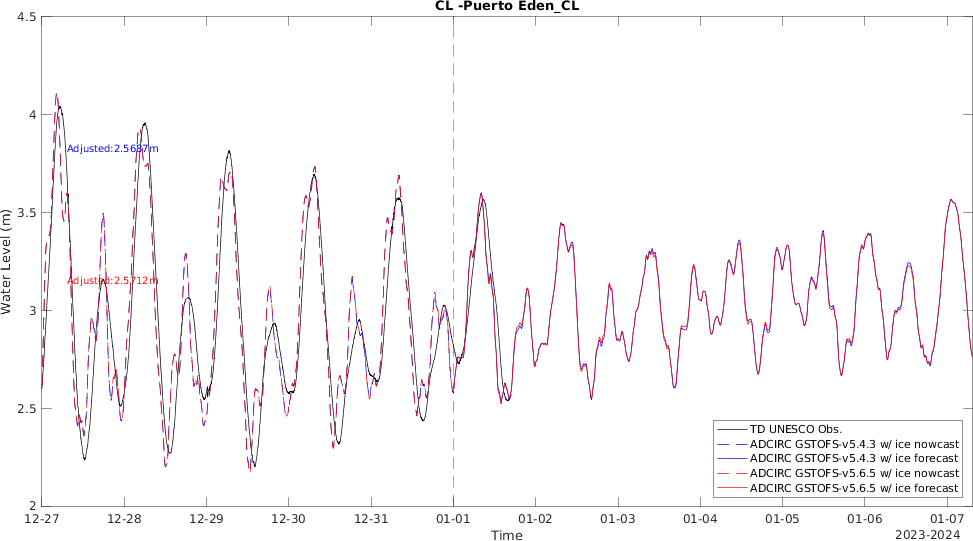 CL -Puerto Eden_CL
4.5
4
3.5
3
2.5
2
Water Level (m)
Adjusted:2.5687m
Adjusted:2.5712m
TD UNESCO Obs.
ADCIRC GSTOFS-v5.4.3 w/ ice nowcast
ADCIRC GSTOFS-v5.4.3 w/ ice forecast
ADCIRC GSTOFS-v5.6.5 w/ ice nowcast
ADCIRC GSTOFS-v5.6.5 w/ ice forecast
12-27 12-28 12-29 12-30 12-31 01-01 01-02 01-03 01-04 01-05 01-06 01-07
Time
2023-2024